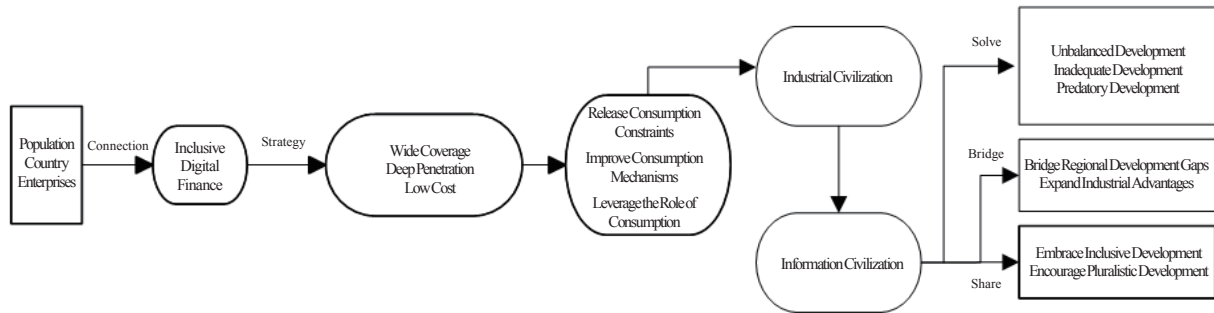 Population
Country
Enterprises
Connection
Inclusive
Digital
Finance
Strategy
Wide Coverage
Deep Penetration
Low Cost
Release Consumption
Constraints
Improve Consumption
Mechanisms
Leverage the Role of
Consumption
Industrial Civilization
Information Civilization
Solve
Unbalanced Development
Inadequate Development
Predatory Development
Bridge
Bridge Regional Development Gaps
Expand Industrial Advantages
Embrace Inclusive Development
Encourage Pluralistic Development
Share